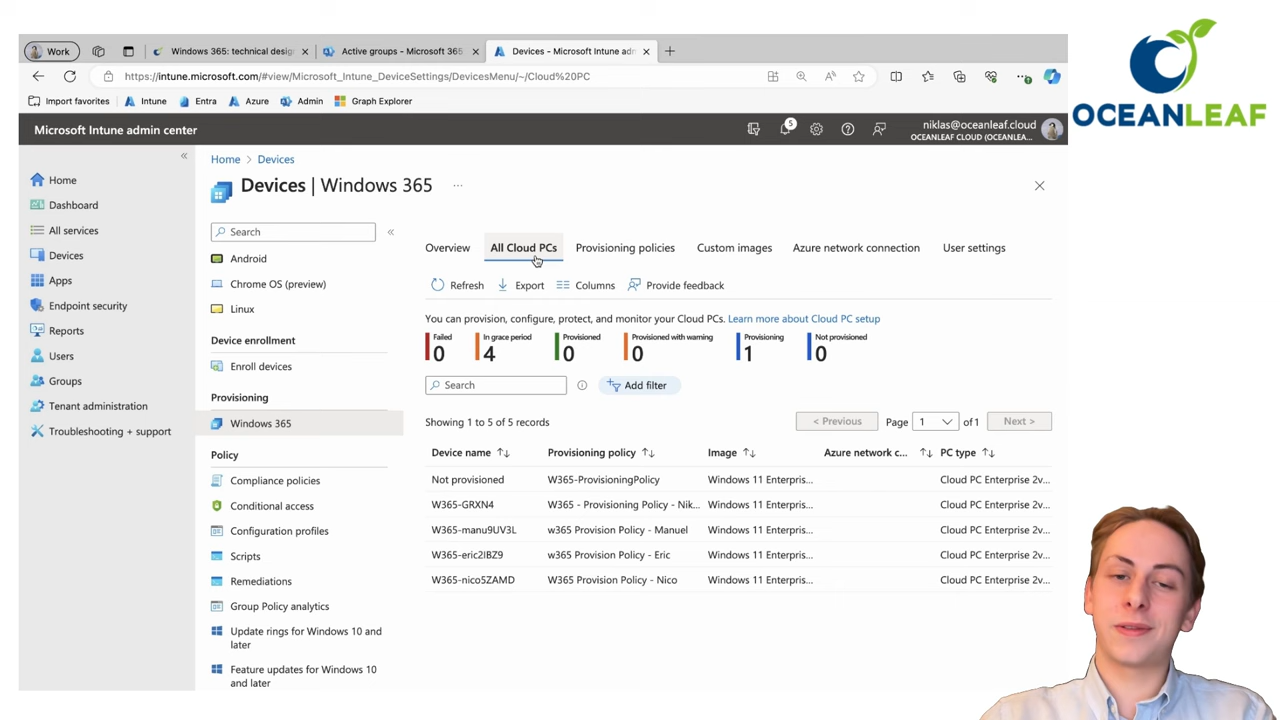 Work
Windows 365: technical desig
Active groups - Microsoft 365
Devices - Microsoft Intune adm
https://intune.microsoft.com/#view/Microsoft_Intune_DeviceSettings/DevicesMenu/~/Cloud%20PC
Import favorites
Intune
Entra
Azure
Admin
Graph Explorer
OCEANLEAF
Microsoft Intune admin center
5
niklas@oceanleaf.cloud
OCEANLEAF CLOUD (OCEANLEA...
Home
Dashboard
All services
Devices
Apps
Endpoint security
Reports
Users
Groups
Tenant administration
Troubleshooting + support
Home > Devices
Devices | Windows 365
Search
Android
Chrome OS (preview)
Linux
Device enrollment
Enroll devices
Provisioning
Windows 365
Policy
Compliance policies
Conditional access
Configuration profiles
Scripts
Remediations
Group Policy analytics
Update rings for Windows 10 and
later
Feature updates for Windows 10
and later
Overview
All Cloud PCs
Provisioning policies
Custom images
Azure network connection
User settings
Refresh
Export
Columns
Provide feedback
You can provision, configure, protect, and monitor your Cloud PCs. Learn more about Cloud PC setup
Failed
0
In grace period
4
Provisioned
0
Provisioned with warning
0
Provisioning
1
Not provisioned
0
Search
Add filter
Showing 1 to 5 of 5 records
< Previous
Page
1
of1
Next >
Device name
Provisioning policy
Image
Azure network c...
PC type
Not provisioned
W365-ProvisioningPolicy
Windows 11 Enterpris...
Cloud PC Enterprise 2v...
W365-GRXN4
W365 - Provisioning Policy - Nik...
Windows 11 Enterpris...
Cloud PC Enterprise 2v...
W365-manu9UV3L
w365 Provision Policy - Manuel
Windows 11 Enterpris...
Cloud PC Enterprise 2v...
W365-eric2IBZ9
w365 Provision Policy - Eric
Windows 11 Enterpris...
Cloud PC Enterprise 2v...
W365-nico5ZAMD
W365 Provision Policy - Nico
Windows 11 Enterpris...
Cloud PC Enterprise 2v...